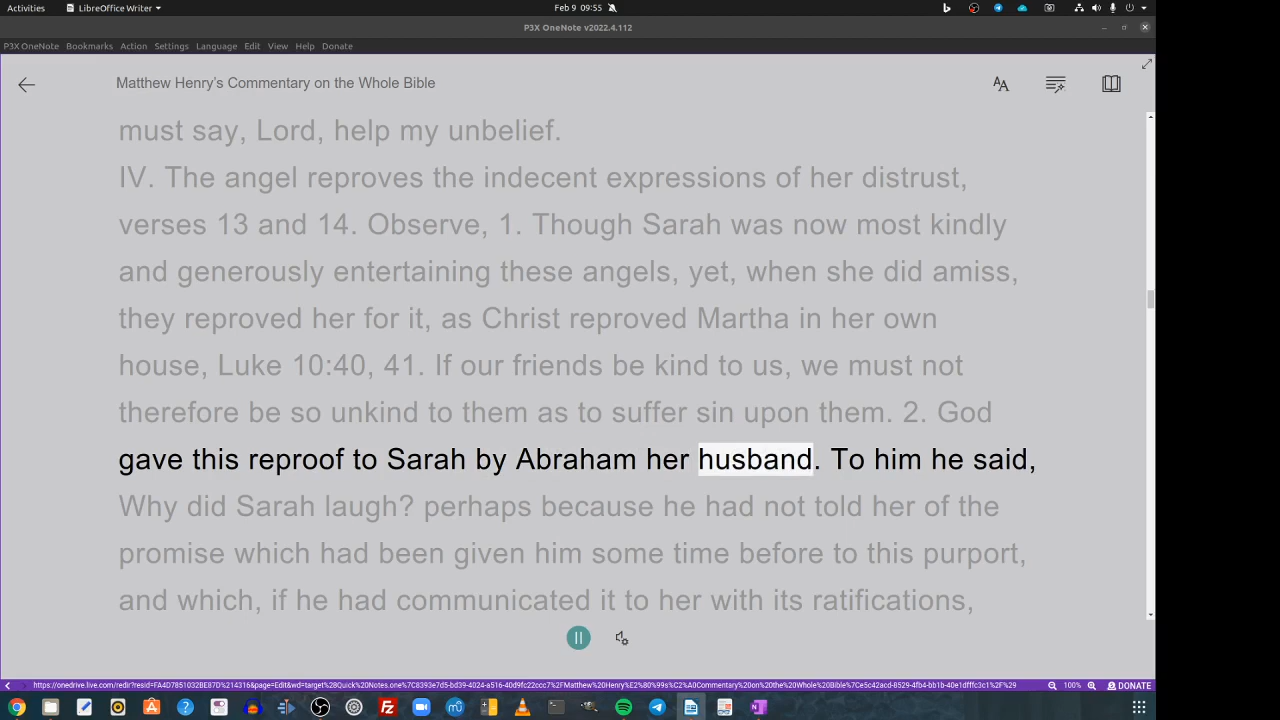 Activities
LibreOffice Writer
Feb 9 09:55
P3X OneNote v2022.4.112
P3X OneNote Bookmarks Action Settings Language Edit View Help Donate
Matthew Henry's Commentary on the Whole Bible
must say, Lord, help my unbelief.
IV. The angel reproves the indecent expressions of her distrust,
verses 13 and 14. Observe, 1. Though Sarah was now most kindly
and generously entertaining these angels, yet, when she did amiss,
they reproved her for it, as Christ reproved Martha in her own
house, Luke 10:40, 41. If our friends be kind to us, we must not
therefore be so unkind to them as to suffer sin upon them. 2. God
gave this reproof to Sarah by Abraham her husband. To him he said,
Why did Sarah laugh? perhaps because he had not told her of the
promise which had been given him some time before to this purport,
and which, if he had communicated it to her with its ratifications,
100% DONATE